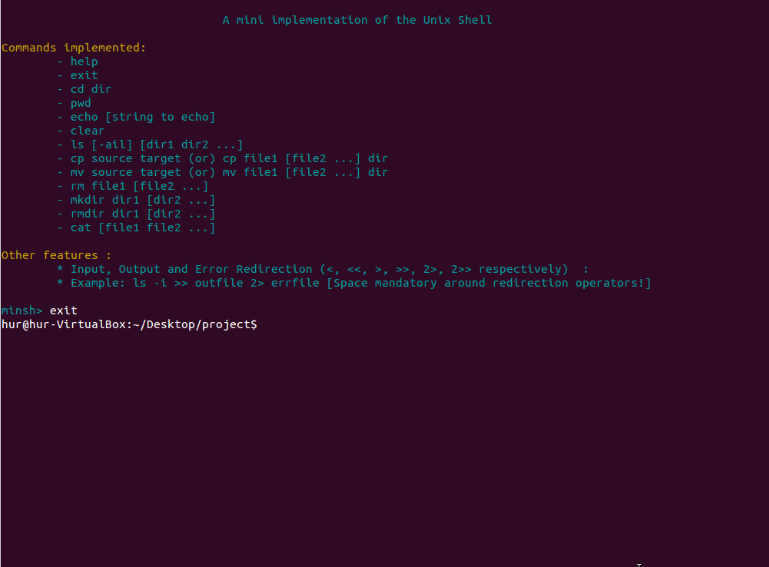 A mini implementation of the Unix Shell
Commands implemented:
- help
- exit
- cd dir
- pwd
- echo [string to echo]
- clear
- ls [-ail] [dir1 dir2 ...]
- cp source target (or) cp file1 [file2 ...] dir
- mv source target (or) mv file1 [file2 ...] dir
- rm file1 [file2 ...]
- mkdir dir1 [dir2 ...]
- rmdir dir1 [dir2 ...]
- cat [file1 file2 ...]
Other features :
* Input, Output and Error Redirection (<, <<, >, >>, 2>, 2>> respectively)  :
* Example: ls -i >> outfile 2> errfile [Space mandatory around redirection operators!]
minsh> exit
hur@hur-VirtualBox:~/Desktop/project$